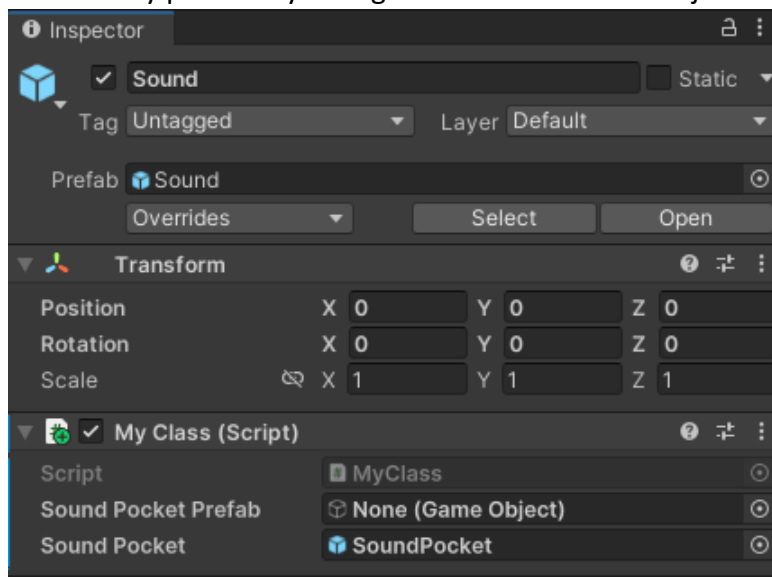 Inspector
Sound Static
Tag Untagged Layer Default
Prefab Sound
Overrides Select Open
Transform
Position X 0 Y 0 Z 0
Rotation X 0 Y 0 Z 0
Scale X 1 Y 1 Z 1
My Class (Script)
Script MyClass
Sound Pocket Prefab None (Game Object)
Sound Pocket SoundPocket